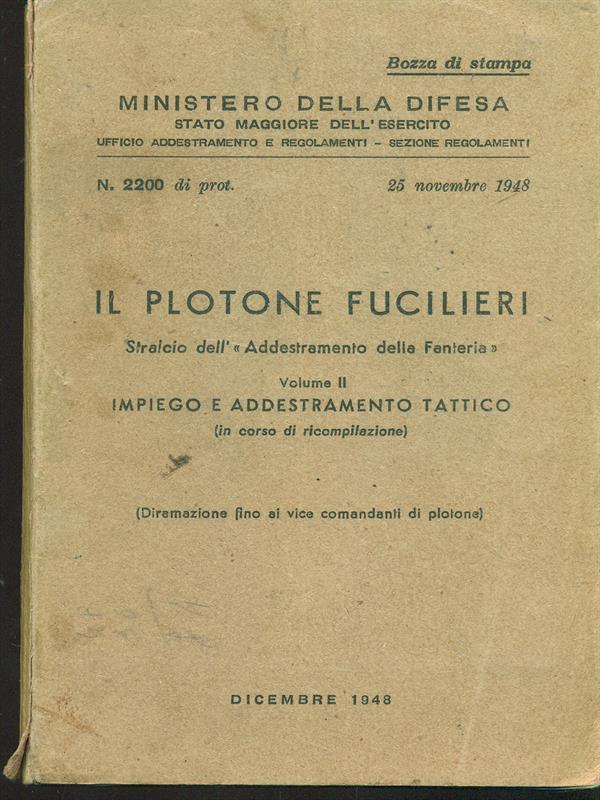 Bozza di stampa
MINISTERO DELLA DIFESA
STATO MAGGIORE DELL'ESERCITO
UFFICIO ADDESTRAMENTO E REGOLAMENTI – SEZIONE REGOLAMENTI
N. 2200 di prot. 25 novembre 1948
IL PLOTONE FUCILIERI
Stralcio dell'« Addestramento della Fanteria »
Volume II
IMPIEGO E ADDESTRAMENTO TATTICO
(in corso di ricompilazione)
(Diramazione fino ai vice comandanti di plotone)
DICEMBRE 1948